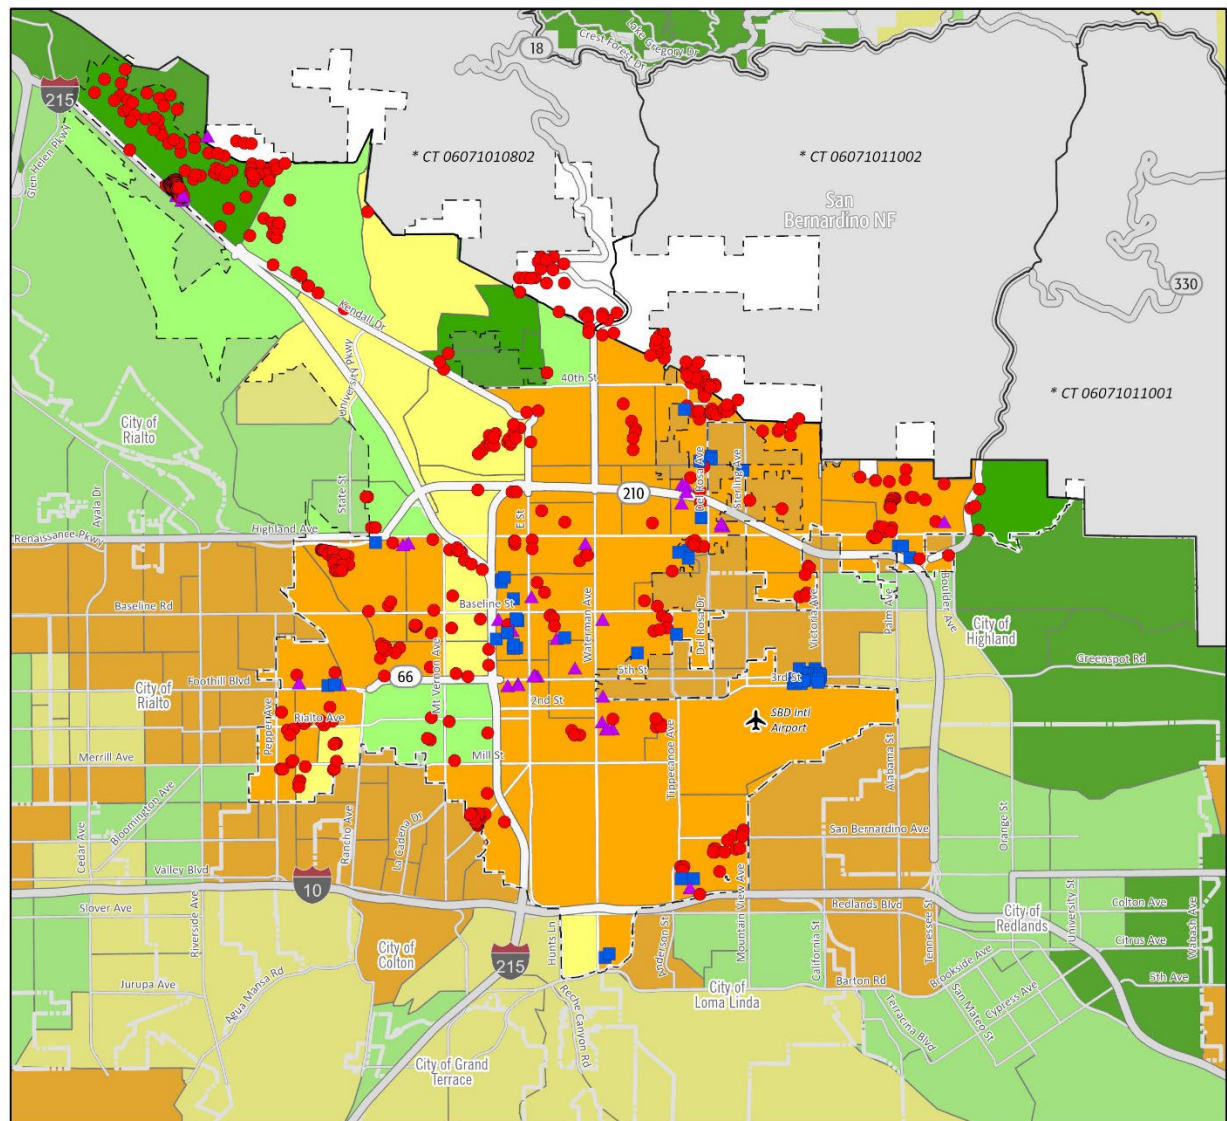 Lake Gregory Dr
Crest Forest Dr
18
215
Glen Helen Pkwy
* CT 06071010802
* CT 06071011002
San
Bernardino NF
330
Kendall Dr
University Pkwy
40th St
* CT 06071011001
City of
Rialto
Ayala Dr
State St
E St
210
Del Rosa Ave
Sterling Ave
Highland Ave
Renaissance Pkwy
Baseline Rd
Baseline St
Waterman Ave
Del Rosa Dr
Victoria Ave
Palm Ave
Boulder Ave
City of
Highland
Greenspot Rd
City of
Rialto
Foothill Blvd
66
Mt Vernon Ave
5th St
3rd St
2nd St
Pepper Ave
Rialto Ave
SBD Intl
Airport
Merrill Ave
Mill St
Tippecanoe Ave
Alabama St
Cedar Ave
Bloomington Ave
Rancho Ave
La Cadena Dr
San Bernardino Ave
Orange St
Valley Blvd
10
Mountain View Ave
Slover Ave
Riverside Ave
Redlands Blvd
Tennessee St
City of
Redlands
University St
Colton Ave
Wabash Ave
City of
Colton
215
Hunts Ln
Anderson St
California St
Brookside Ave
Citrus Ave
Jurupa Ave
Agua Mansa Rd
Reche Canyon Rd
City of
Loma Linda
Barton Rd
5th Ave
San Mateo St
Cypress Ave
Terracina Blvd
City of Grand
Terrace